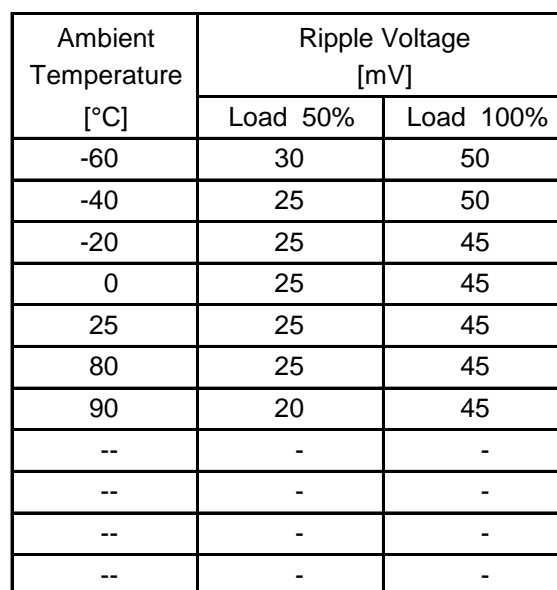 Ambient Temperature [°C] Ripple Voltage [mV]
Load 50% Load 100%
-60 30 50
-40 25 50
-20 25 45
0 25 45
25 25 45
80 25 45
90 20 45
-- - -
-- - -
-- - -
-- - -